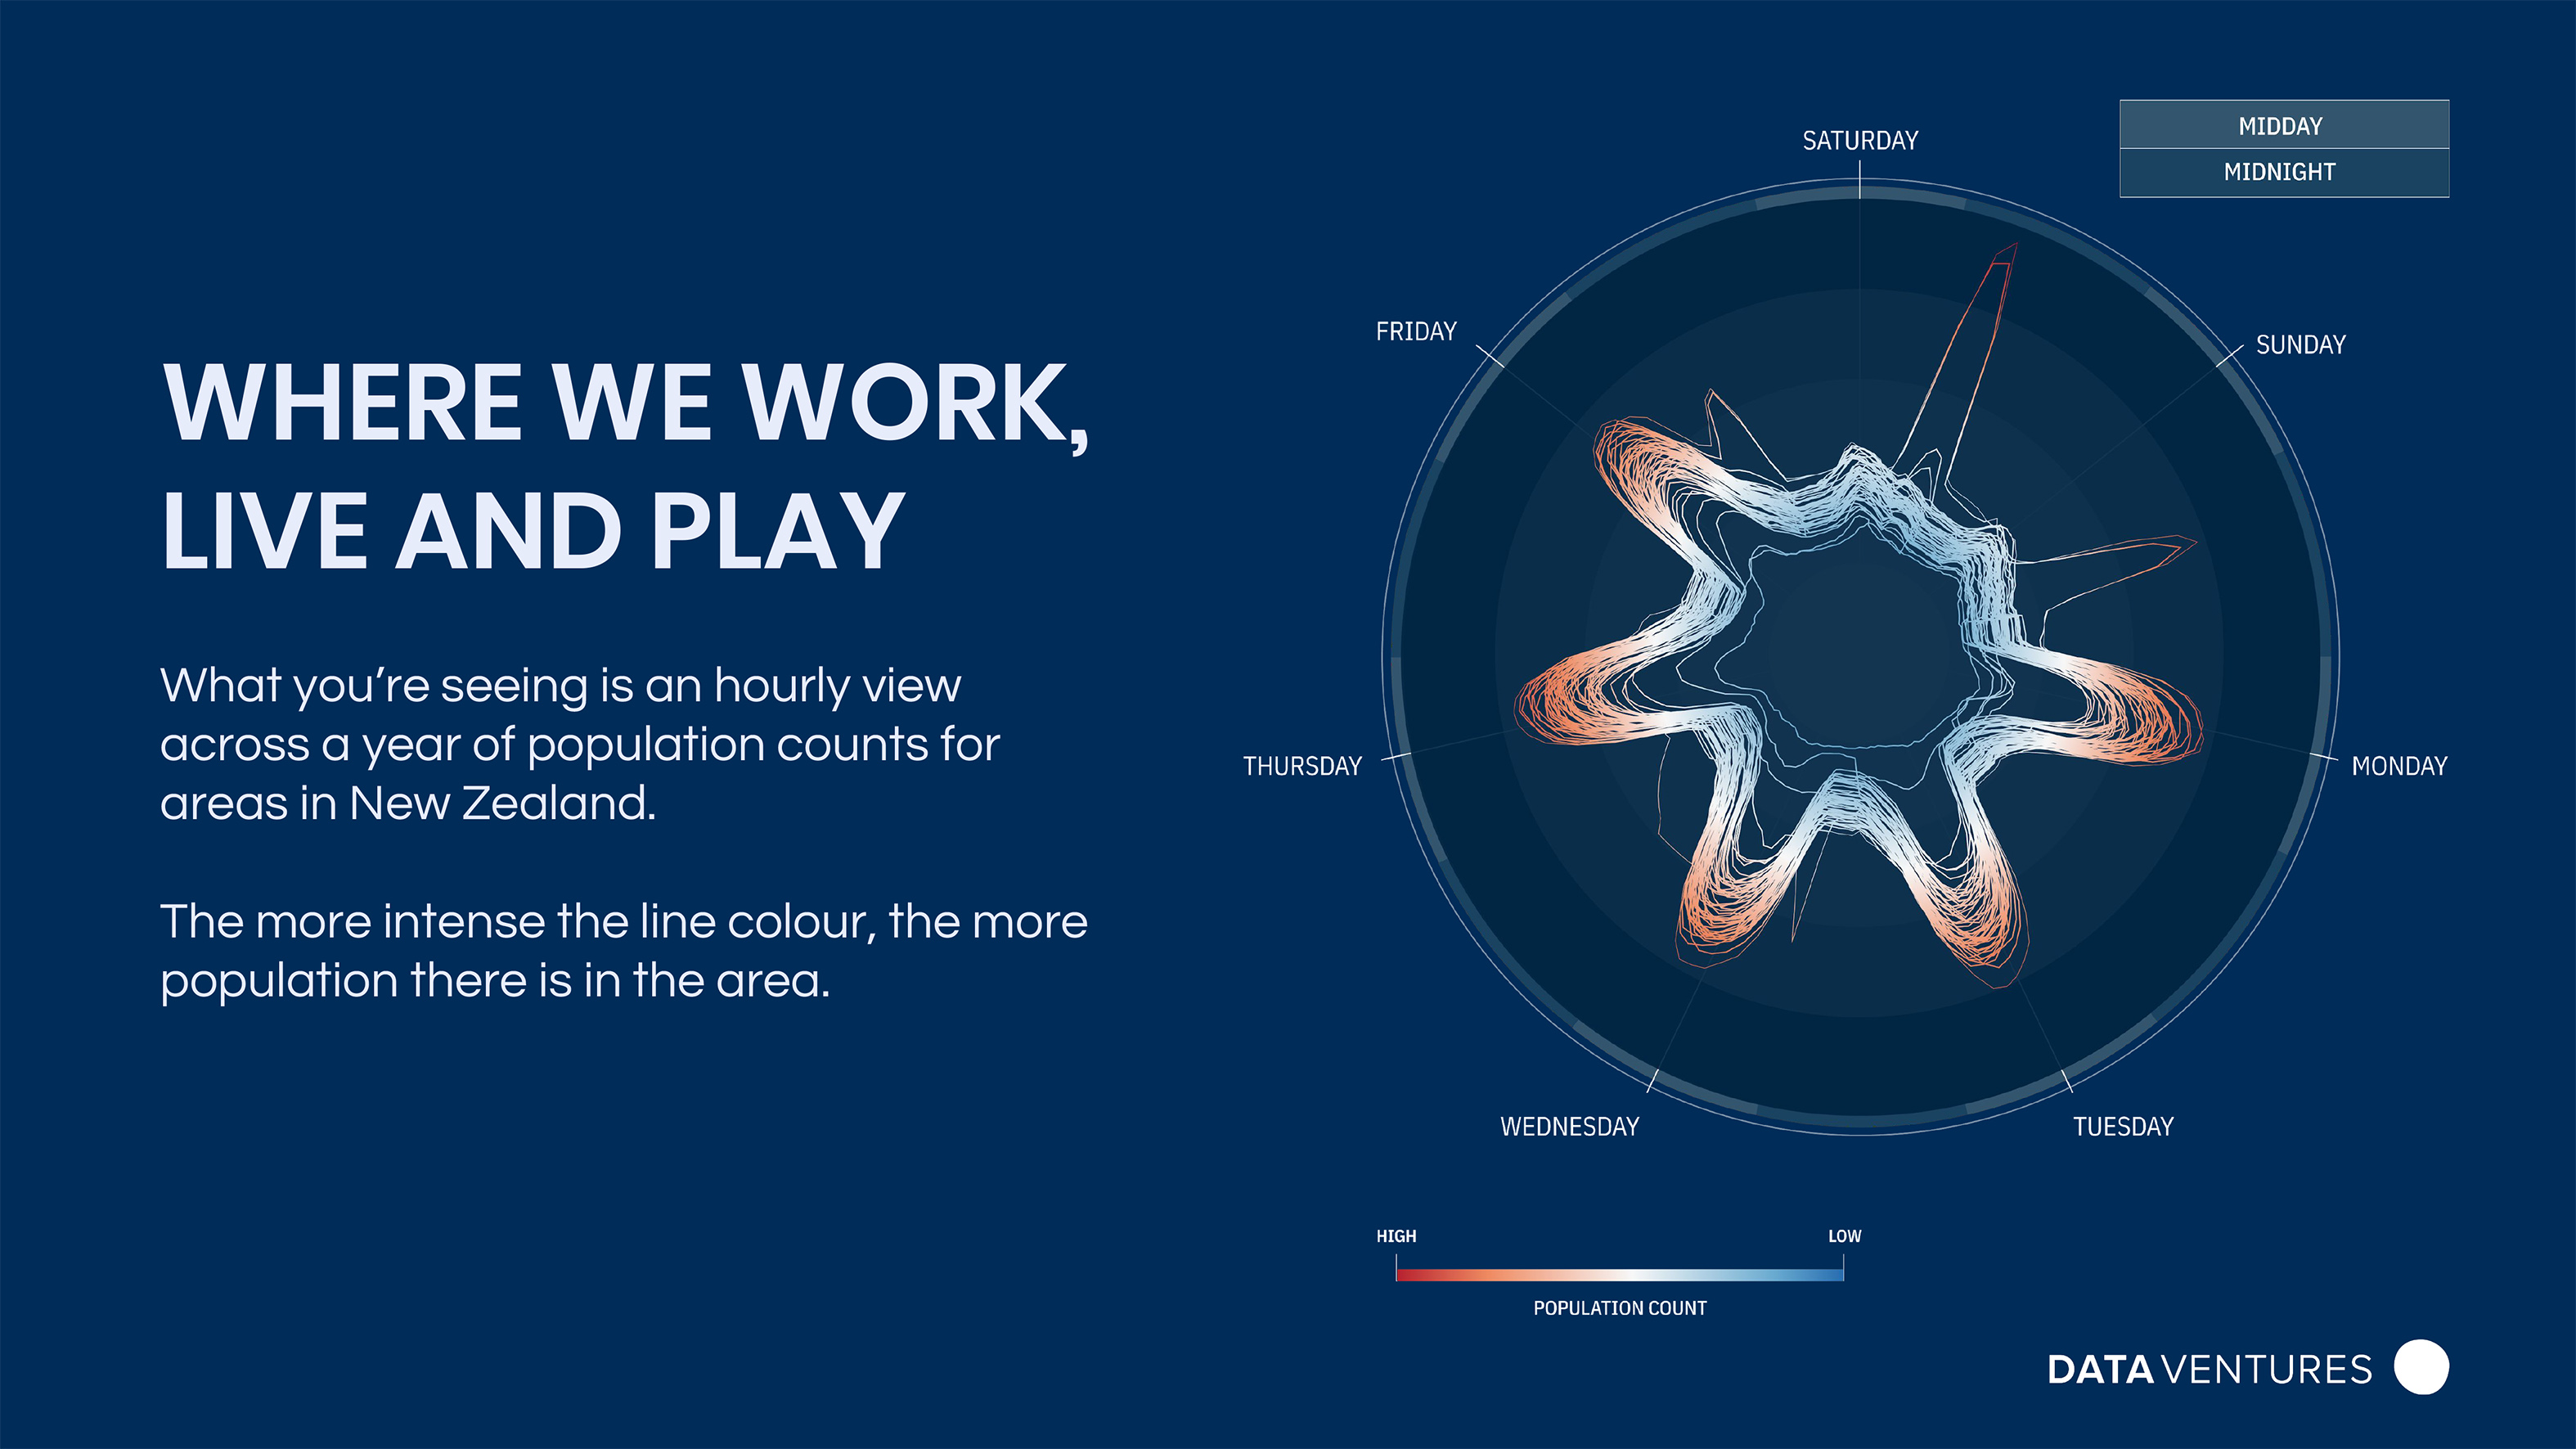 WHERE WE WORK,
LIVE AND PLAY
What you’re seeing is an hourly view
across a year of population counts for
areas in New Zealand.
The more intense the line colour, the more
population there is in the area.
MIDDAY
MIDNIGHT
SATURDAY
SUNDAY
MONDAY
TUESDAY
WEDNESDAY
THURSDAY
FRIDAY
HIGH
LOW
POPULATION COUNT
DATA VENTURES